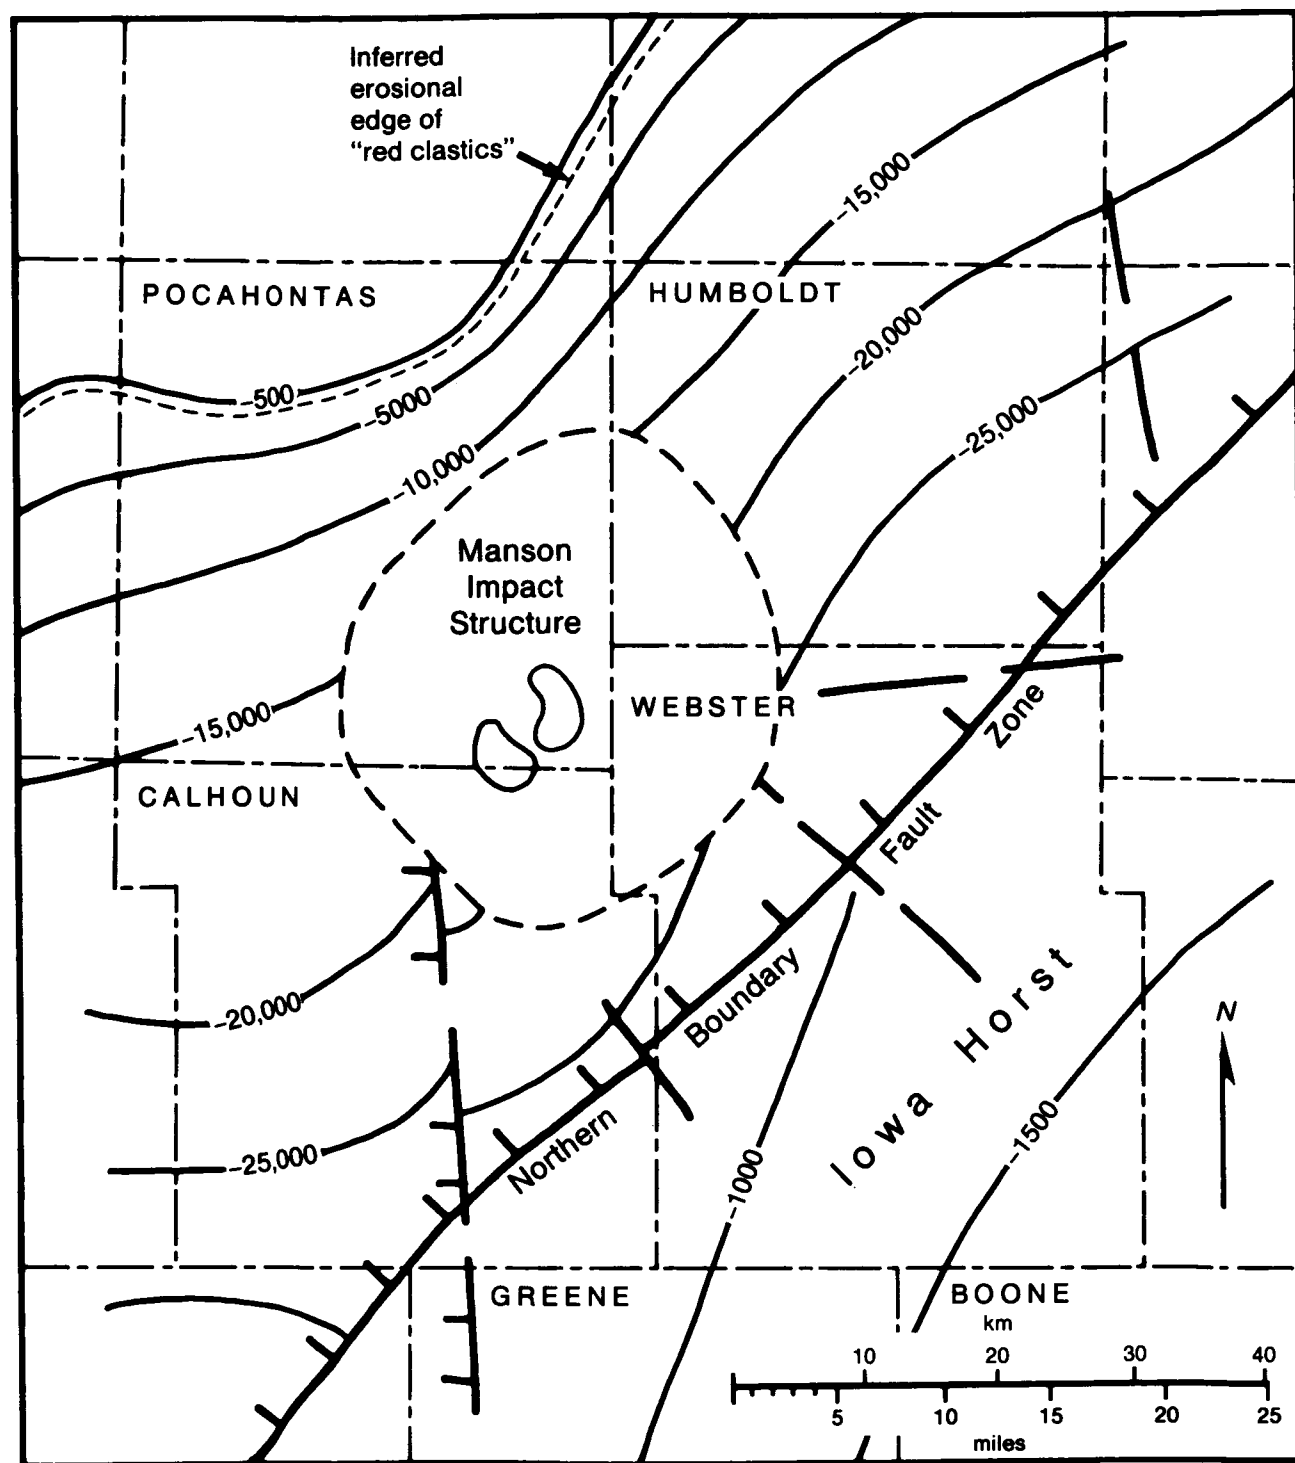 Inferred
erosional
edge of
“red clastics”
-15,000
POCAHONTAS
HUMBOLDT
-20,000
-500
-5000
-25,000
-10,000
Manson
Impact
Structure
WEBSTER
-15,000
Zone
CALHOUN
Fault
Boundary
Northern
-20,000
Iowa Horst
N
-25,000
-1000
-1500
GREENE
BOONE
km
10 20 30 40
5 10 15 20 25
miles